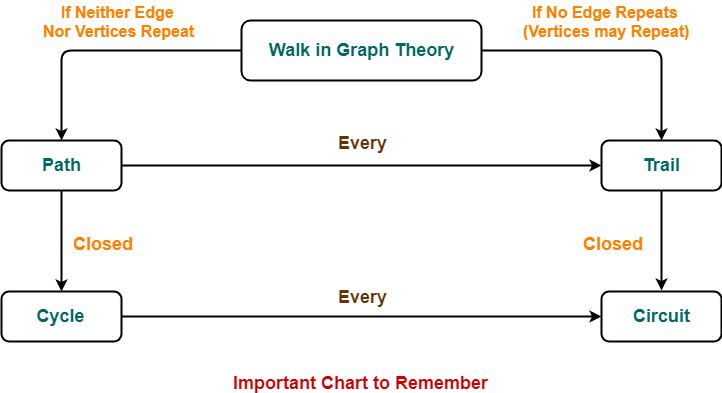 If Neither Edge
Nor Vertices Repeat
If No Edge Repeats
(Vertices may Repeat)
Walk in Graph Theory
Every
Path
Trail
Closed
Closed
Every
Cycle
Circuit
Important Chart to Remember